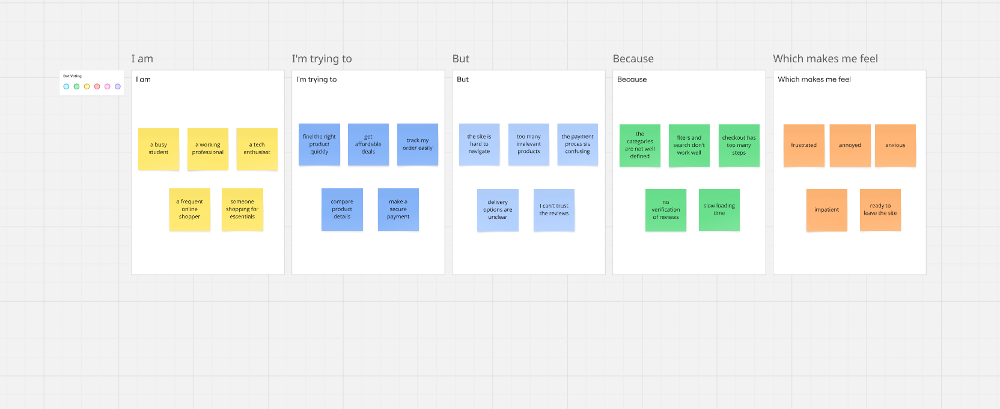 I am
I'm trying to
But
Because
Which makes me feel
Dot Voting
I am
I'm trying to
But
Because
Which makes me feel
a busy
student
a working
professional
a tech
enthusiast
a frequent
online
shopper
someone
shopping for
essentials
find the right
product
quickly
get
affordable
deals
track my
order easily
compare
product
details
make a
secure
payment
the site is
hard to
navigate
too many
irrelevant
products
the payment
proces sis
confusing
delivery
options are
unclear
I can't trust
the reviews
the
categories
are not well
defined
flters and
search don't
work well
checkout has
too many
steps
no
verification
of reviews
slow loading
time
frustrated
annoyed
anxious
impatient
ready to
leave the site